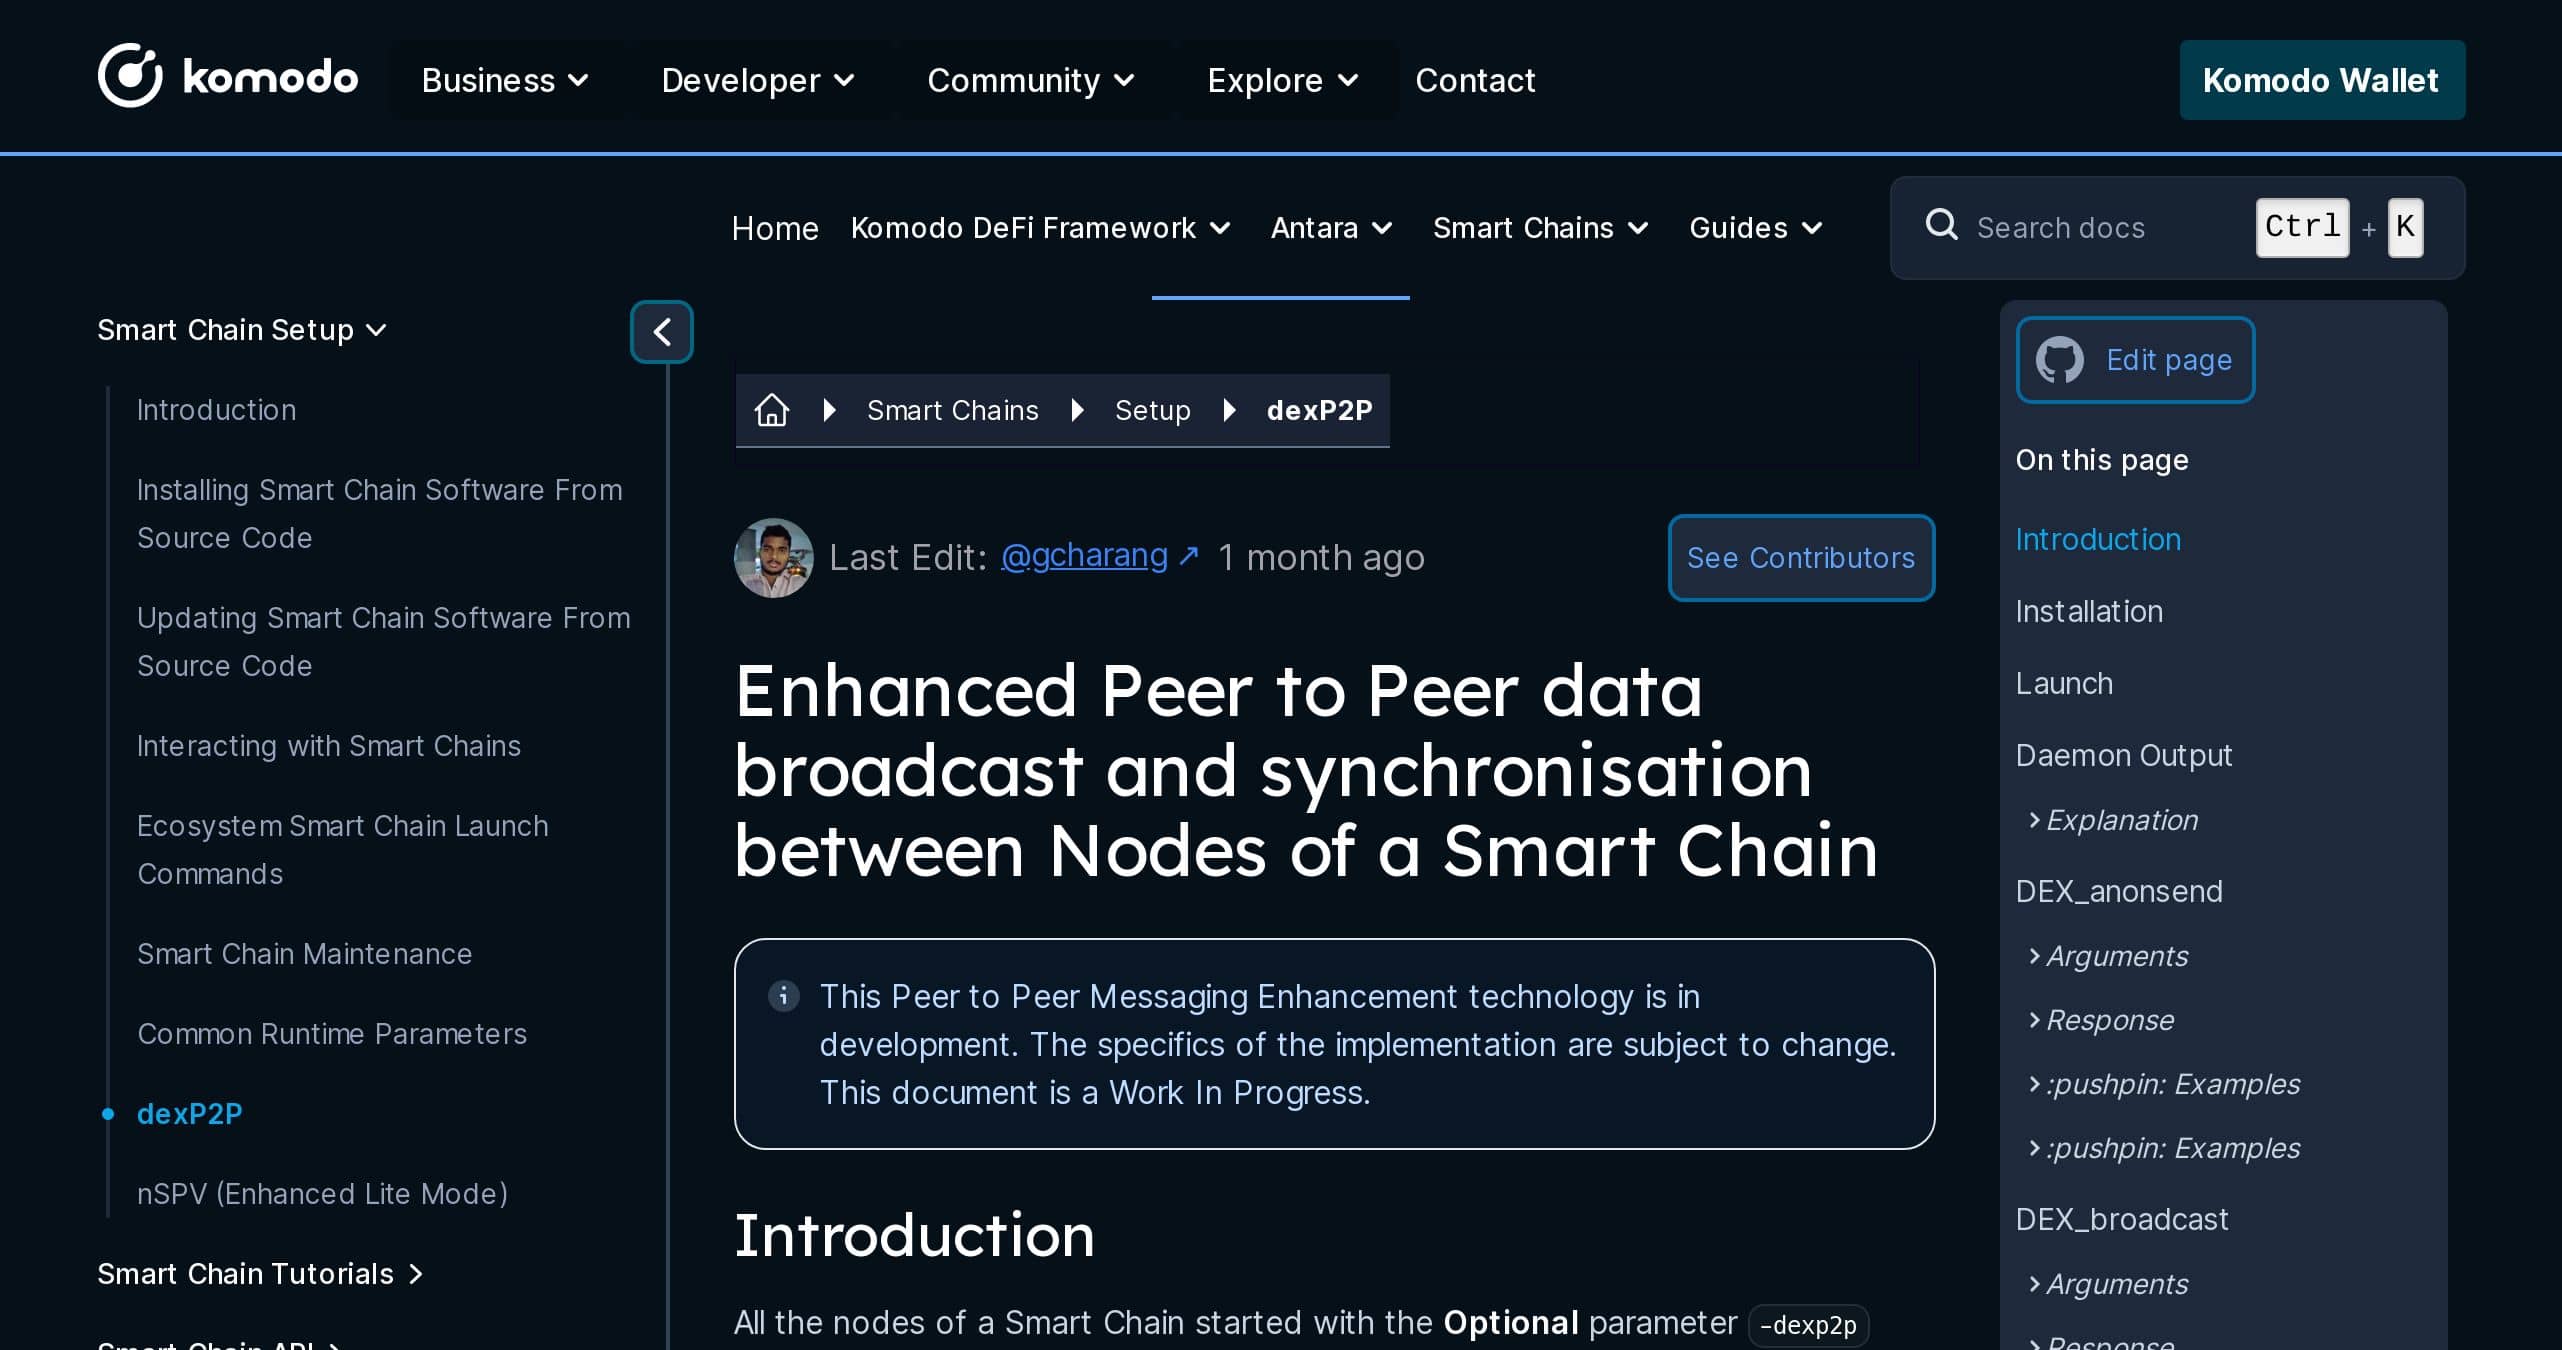 komodo
Business
Developer
Community
Explore
Contact
Komodo Wallet
Home
Komodo DeFi Framework
Antara
Smart Chains
Guides
Search docs
Ctrl + K
Smart Chain Setup
Introduction
Installing Smart Chain Software From
Source Code
Updating Smart Chain Software From
Source Code
Interacting with Smart Chains
Ecosystem Smart Chain Launch
Commands
Smart Chain Maintenance
Common Runtime Parameters
dexP2P
nSPV (Enhanced Lite Mode)
Smart Chain Tutorials
Smart Chain API
Smart Chains
Setup
dexP2P
Last Edit: @gcharang ↗ 1 month ago
See Contributors
Enhanced Peer to Peer data
broadcast and synchronisation
between Nodes of a Smart Chain
This Peer to Peer Messaging Enhancement technology is in
development. The specifics of the implementation are subject to change.
This document is a Work In Progress.
Introduction
All the nodes of a Smart Chain started with the Optional parameter -dexp2p
Edit page
On this page
Introduction
Installation
Launch
Daemon Output
Explanation
DEX_anonsend
Arguments
Response
:pushpin: Examples
:pushpin: Examples
DEX_broadcast
Arguments
Response